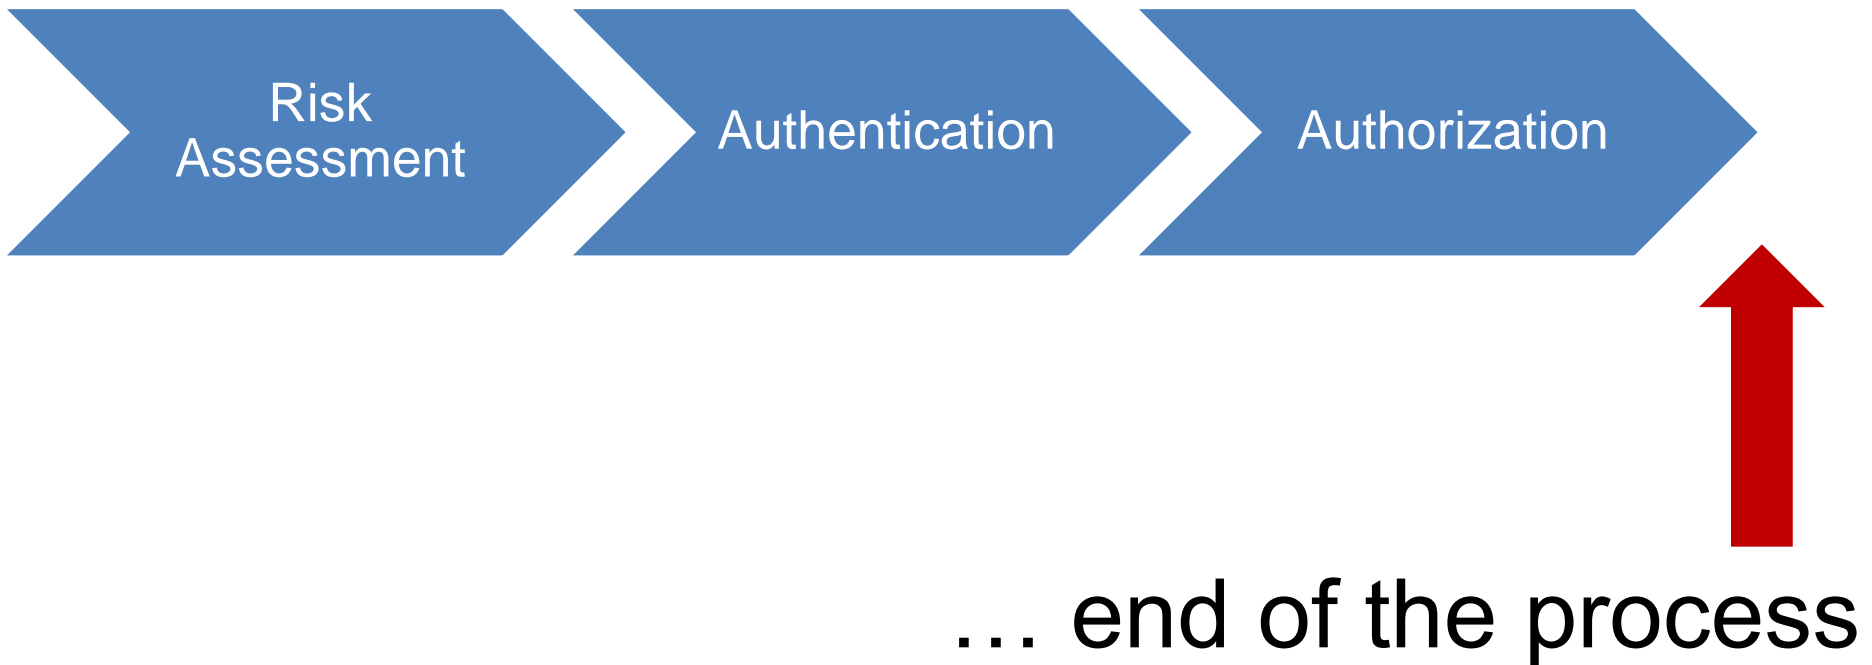 Risk
Assessment
Authentication
Authorization
… end of the process